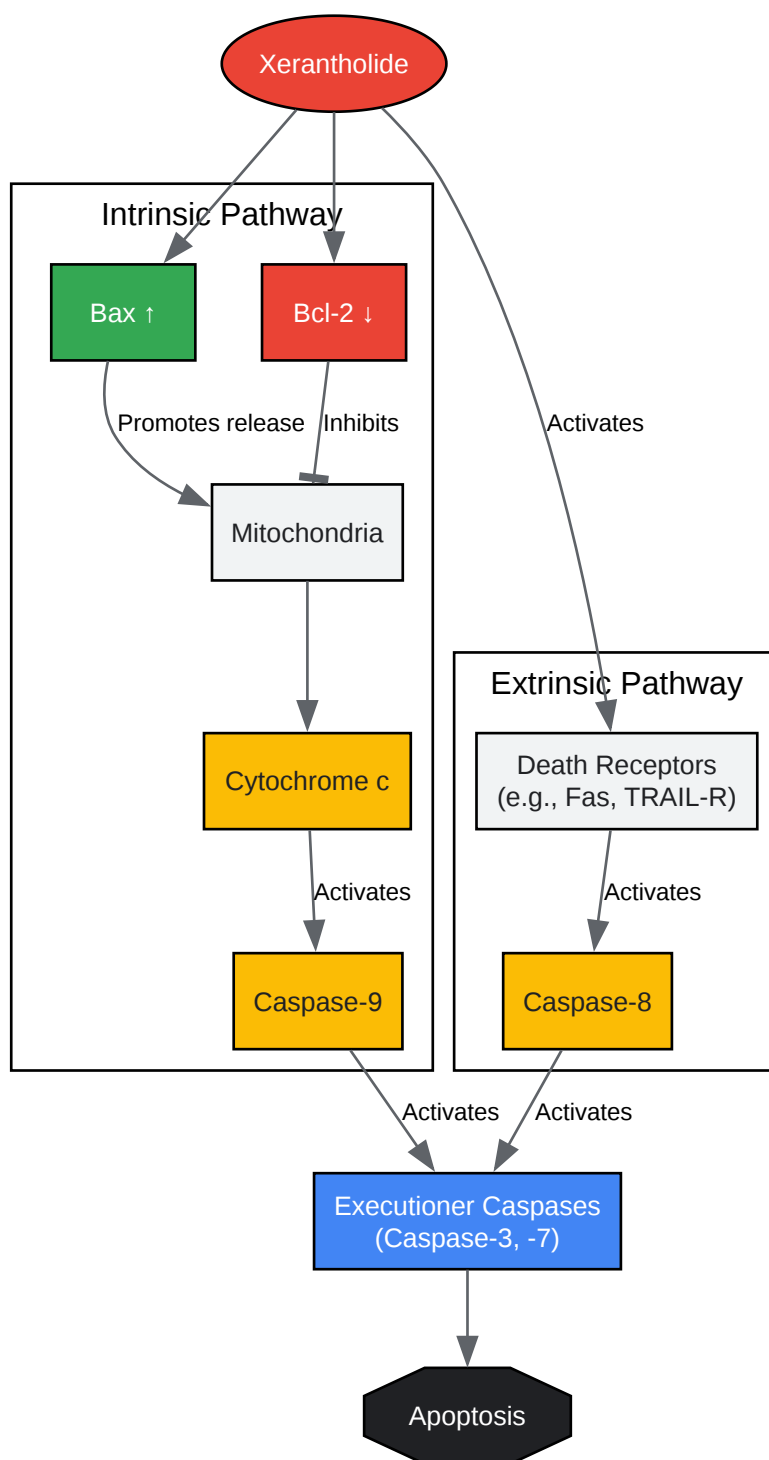 Xerantholide
Intrinsic Pathway
Bax ↑
Bcl-2 ↓
Promotes release
Inhibits
Activates
Mitochondria
Extrinsic Pathway
Cytochrome c
Death Receptors
(e.g., Fas, TRAIL-R)
Activates
Activates
Caspase-9
Caspase-8
Activates
Activates
Executioner Caspases
(Caspase-3, -7)
Apoptosis